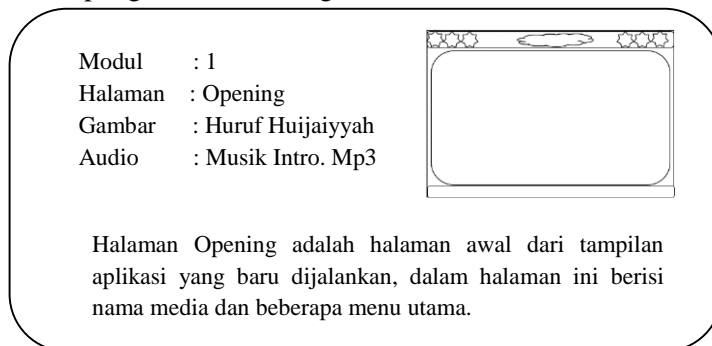 Modul : 1
Halaman : Opening
Gambar : Huruf Huijaiyyah
Audio : Musik Intro. Mp3
Halaman Opening adalah halaman awal dari tampilan
aplikasi yang baru dijalankan, dalam halaman ini berisi
nama media dan beberapa menu utama.